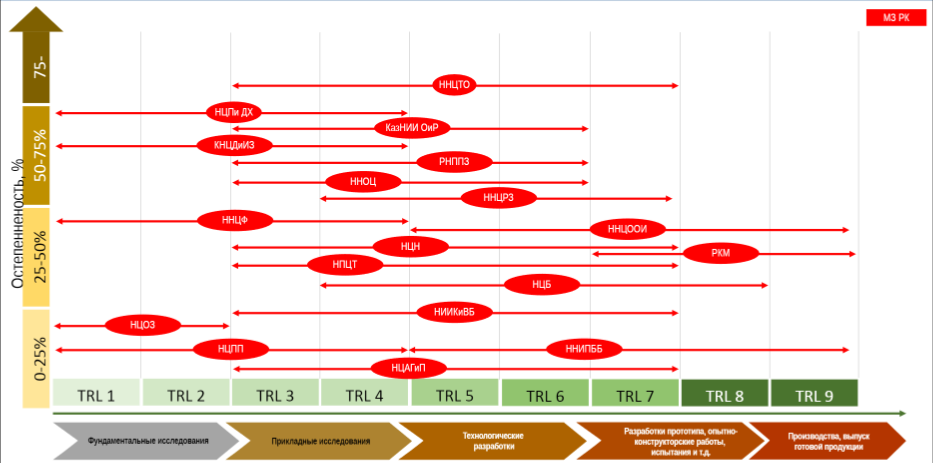 МЗ РК
Остепененность, %
75-
50-75%
25-50%
0-25%
ННЦТО
НЦПи ДХ
КазНИИ ОиР
КНЦДиИЗ
РНППЗ
ННОЦ
ННЦРЗ
ННЦФ
ННЦООИ
НЦН
РКМ
НПЦТ
НЦБ
НИИКиВБ
НЦОЗ
НЦПП
ННИПББ
НЦАГиП
TRL 1
TRL 2
TRL 3
TRL 4
TRL 5
TRL 6
TRL 7
TRL 8
TRL 9
Фундаментальные исследования
Прикладные исследования
Технологические
разработки
Разработки прототипа, опытно-
конструкторские работы,
испытания и т.д.
Производства, выпуск
готовой продукции